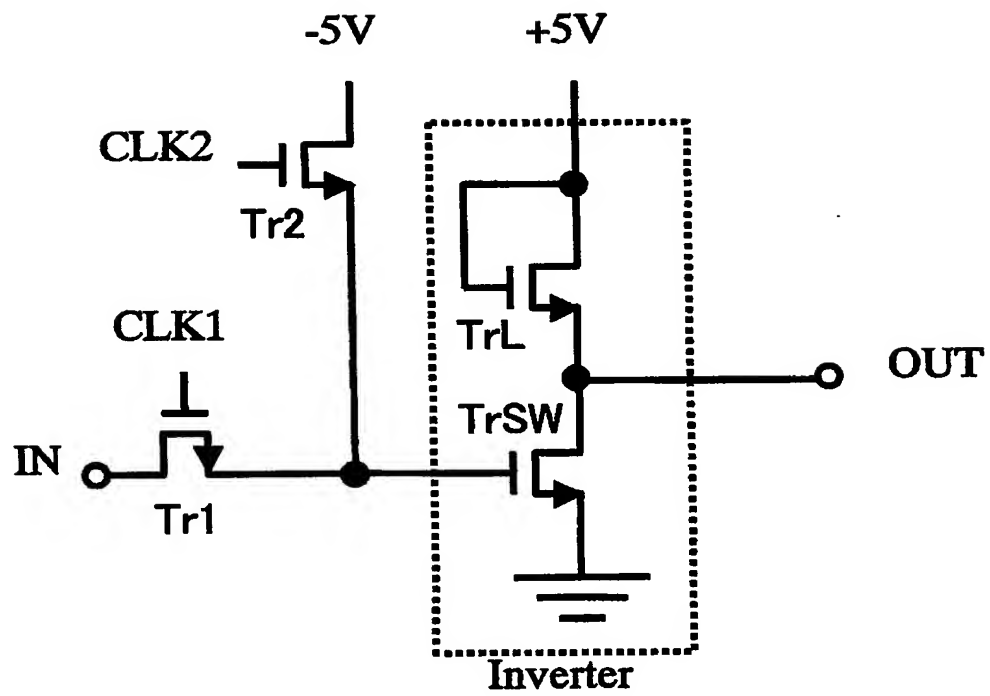 -5V
+5V
CLK2
Tr2
CLK1
TrL
OUT
TrSW
IN
Tr1
Inverter